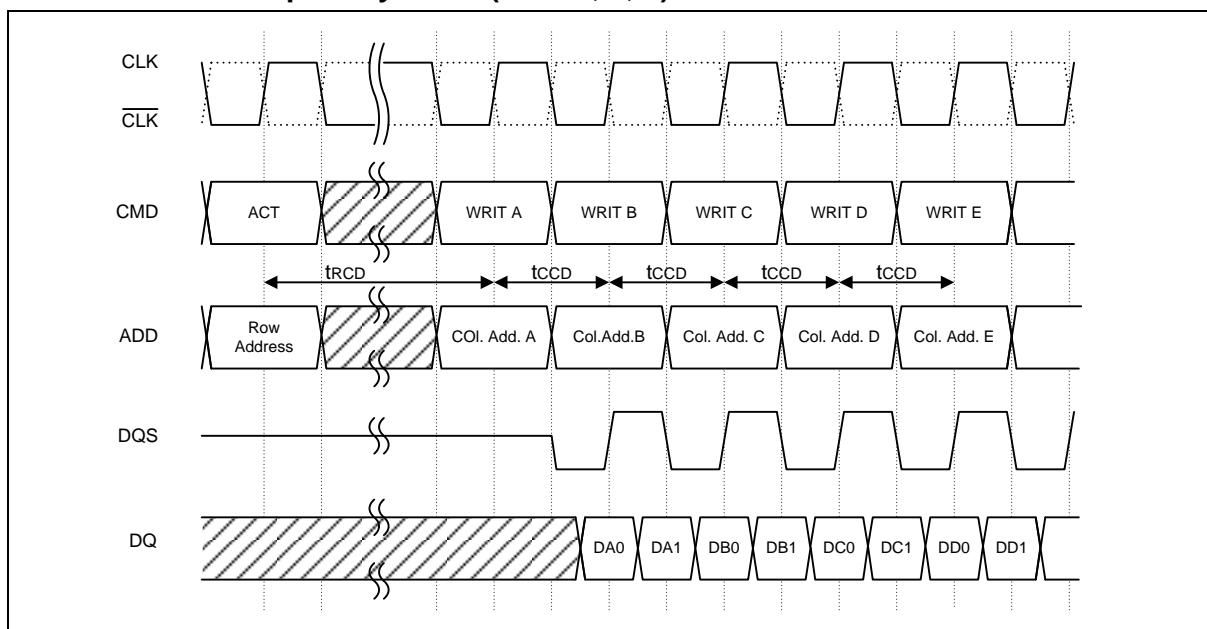 CLK
CLK
CMD
ACT
WRIT A
WRIT B
WRIT C
WRIT D
WRIT E
tRCD
tCCD
tCCD
tCCD
tCCD
ADD
Row
Address
COl. Add. A
Col.Add.B
Col. Add. C
Col. Add. D
Col. Add. E
DQS
DQ
DA0
DA1
DB0
DB1
DC0
DC1
DD0
DD1